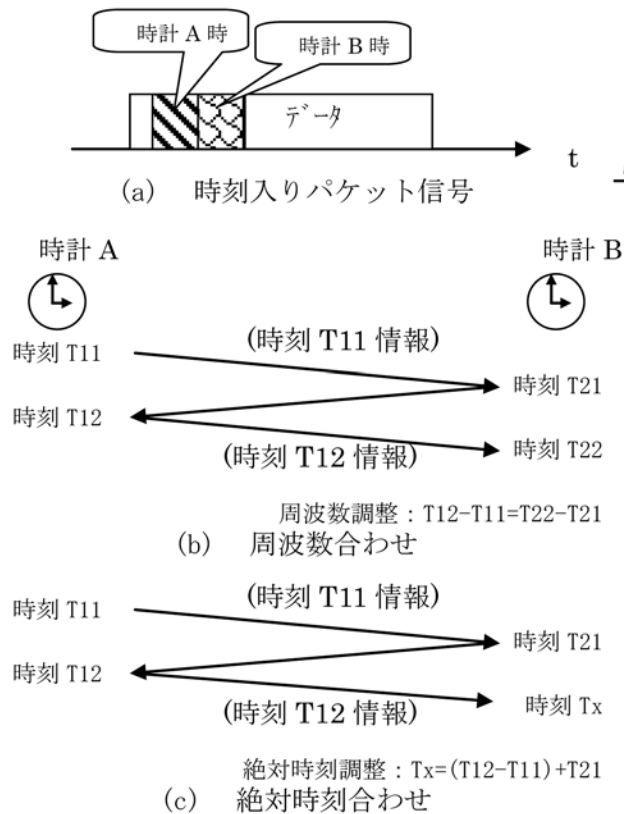 時計 A 時
時計 B 時
データ
t
(a) 時刻入りパケット信号
時計 A
時計 B
(時刻 T11 情報)
時刻 T11
時刻 T21
時刻 T12
(時刻 T12 情報)
時刻 T22
周波数調整：T12-T11=T22-T21
(b) 周波数合わせ
(時刻 T11 情報)
時刻 T11
時刻 T21
時刻 T12
(時刻 T12 情報)
時刻 Tx
絶対時刻調整：Tx=(T12-T11)+T21
(c) 絶対時刻合わせ